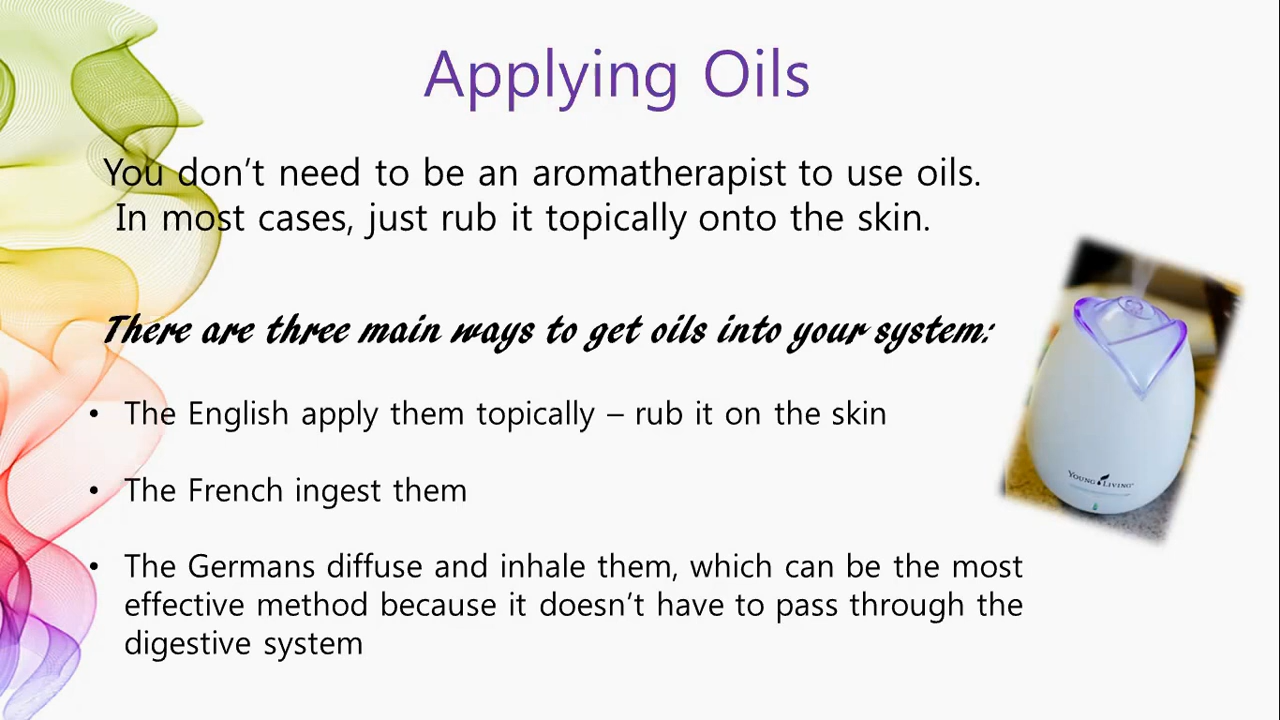 Applying Oils
You don't need to be an aromatherapist to use oils.
In most cases, just rub it topically onto the skin.
There are three main ways to get oils into your system:
• The English apply them topically – rub it on the skin
• The French ingest them
• The Germans diffuse and inhale them, which can be the most
effective method because it doesn't have to pass through the
digestive system
YOUNG LIVING